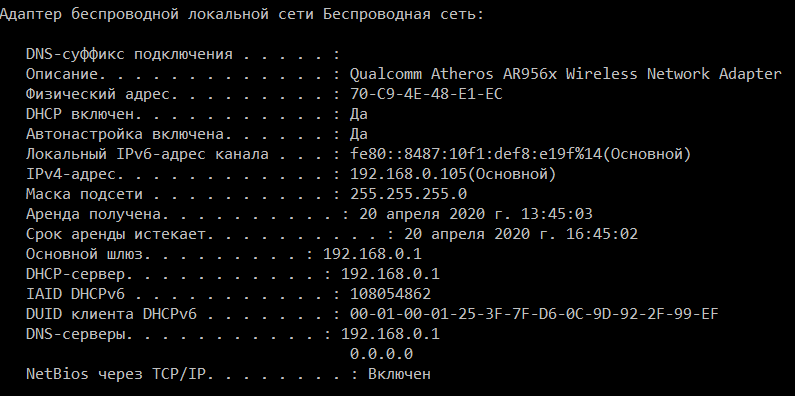 Адаптер беспроводной локальной сети Беспроводная сеть:
DNS-суффикс подключения . . . . . :
Описание. . . . . . . . . . . . . : Qualcomm Atheros AR956x Wireless Network Adapter
Физический адрес. . . . . . . . . : 70-C9-4E-48-E1-EC
DHCP включен. . . . . . . . . . . : Да
Автонастройка включена. . . . . . : Да
Локальный IPv6-адрес канала . . . : fe80::8487:10f1:def8:e19f%14(Основной)
IPv4-адрес. . . . . . . . . . . . : 192.168.0.105(Основной)
Маска подсети . . . . . . . . . . : 255.255.255.0
Аренда получена. . . . . . . . . . : 20 апреля 2020 г. 13:45:03
Срок аренды истекает. . . . . . . . . . : 20 апреля 2020 г. 16:45:02
Основной шлюз. . . . . . . . . : 192.168.0.1
DHCP-сервер. . . . . . . . . . . : 192.168.0.1
IAID DHCPv6 . . . . . . . . . . . : 108054862
DUID клиента DHCPv6 . . . . . . . : 00-01-00-01-25-3F-7F-D6-0C-9D-92-2F-99-EF
DNS-серверы. . . . . . . . . . . : 192.168.0.1
0.0.0.0
NetBios через TCP/IP. . . . . . . . : Включен